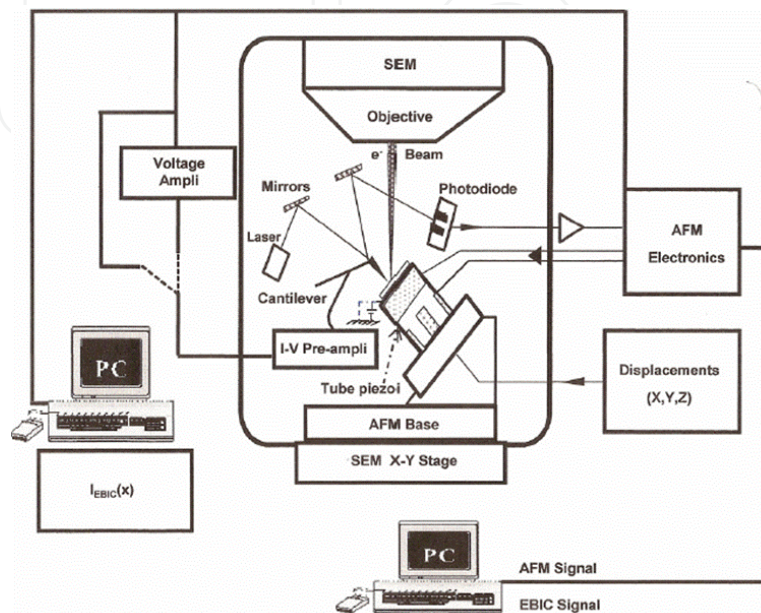 SEM
Objective
e- Beam
Voltage
Ampli
Mirrors
Photodiode
Laser
AFM
Electronics
Cantilever
I-V Pre-ampli
PC
Tube piezoi
Displacements
(X,Y,Z)
AFM Base
SEM X-Y Stage
IEBIC(x)
PC
AFM Signal
EBIC Signal